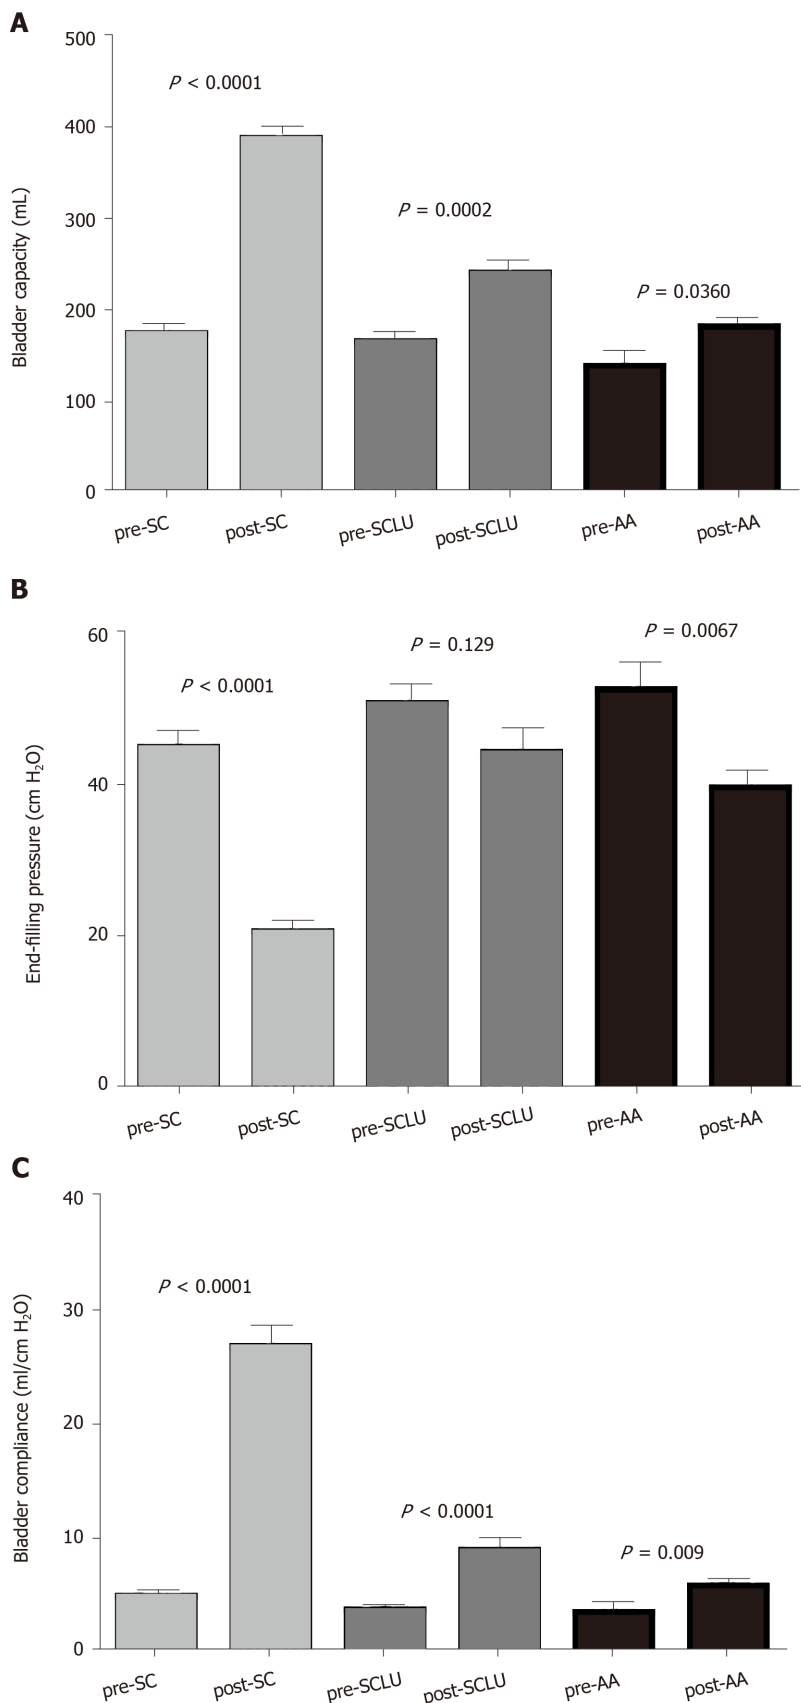 A
500
P < 0.0001
400
300
P = 0.0002
P = 0.0360
200
100
0
Bladder capacity (mL)
pre-SC post-SC pre-SCLU post-SCLU pre-AA post-AA
B
60
P < 0.0001
P = 0.129
P = 0.0067
40
20
0
End-filling pressure (cm H₂O)
pre-SC post-SC pre-SCLU post-SCLU pre-AA post-AA
C
40
P < 0.0001
30
20
P < 0.0001
10
P = 0.009
0
Bladder compliance (ml/cm H₂O)
pre-SC post-SC pre-SCLU post-SCLU pre-AA post-AA